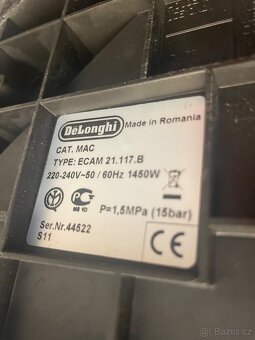 DeLonghi
Made in Romania
CAT. MAC
TYPE: ECAM 21.117.B
220-240V~50 / 60Hz 1450W
P=1,5MPa (15bar)
Ser.Nr.44522
S11
CE
bazos.cz